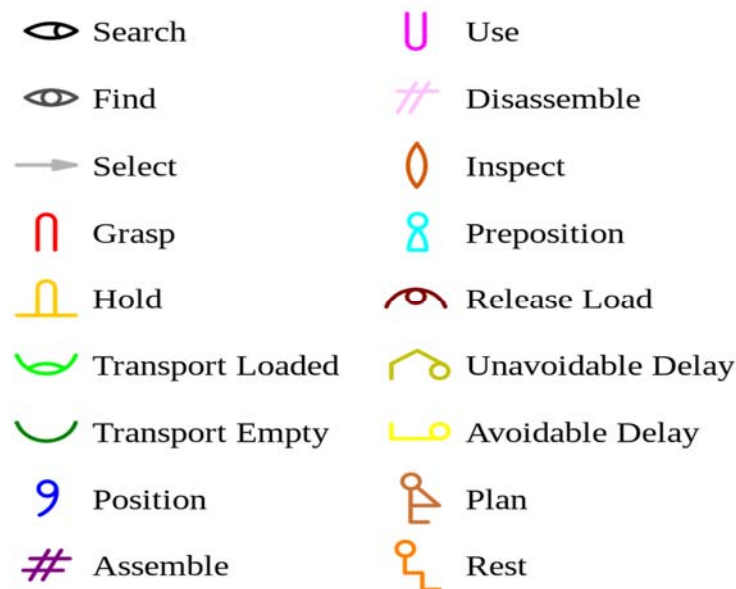 Search
Find
Select
Grasp
Hold
Transport Loaded
Transport Empty
Position
Assemble
Use
Disassemble
Inspect
Preposition
Release Load
Unavoidable Delay
Avoidable Delay
Plan
Rest